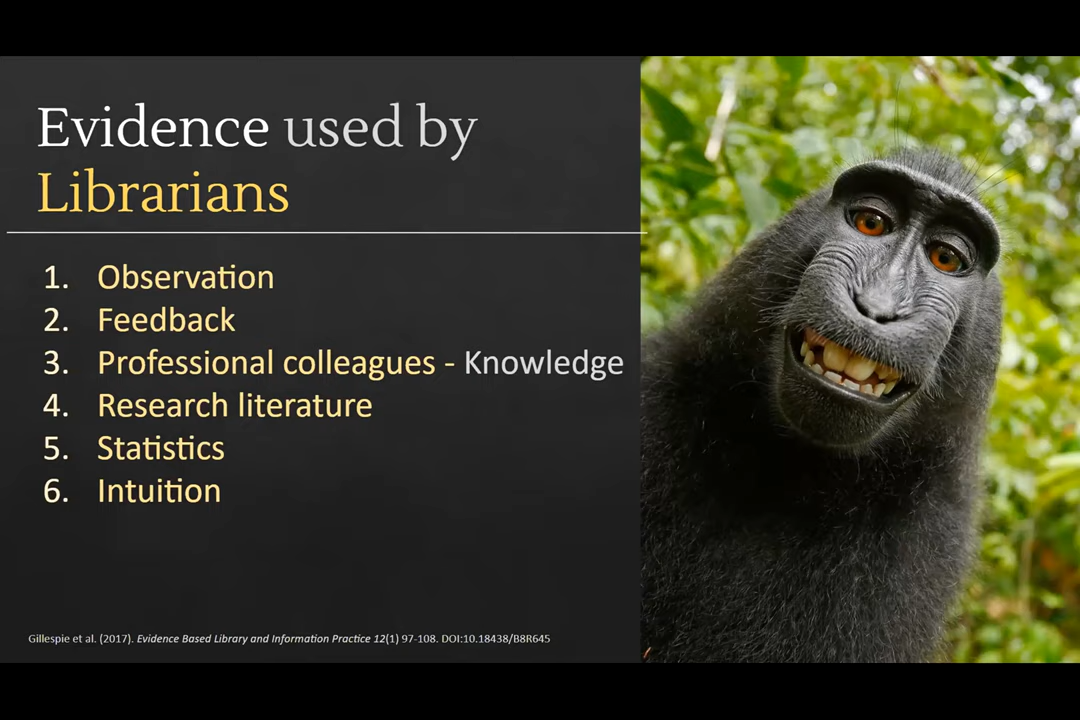 Evidence used by
Librarians
1. Observation
2. Feedback
3. Professional colleagues - Knowledge
4. Research literature
5. Statistics
6. Intuition
Gillespie et al. (2017). Evidence Based Library and Information Practice 12(1) 97-108. DOI:10.18438/B8R645